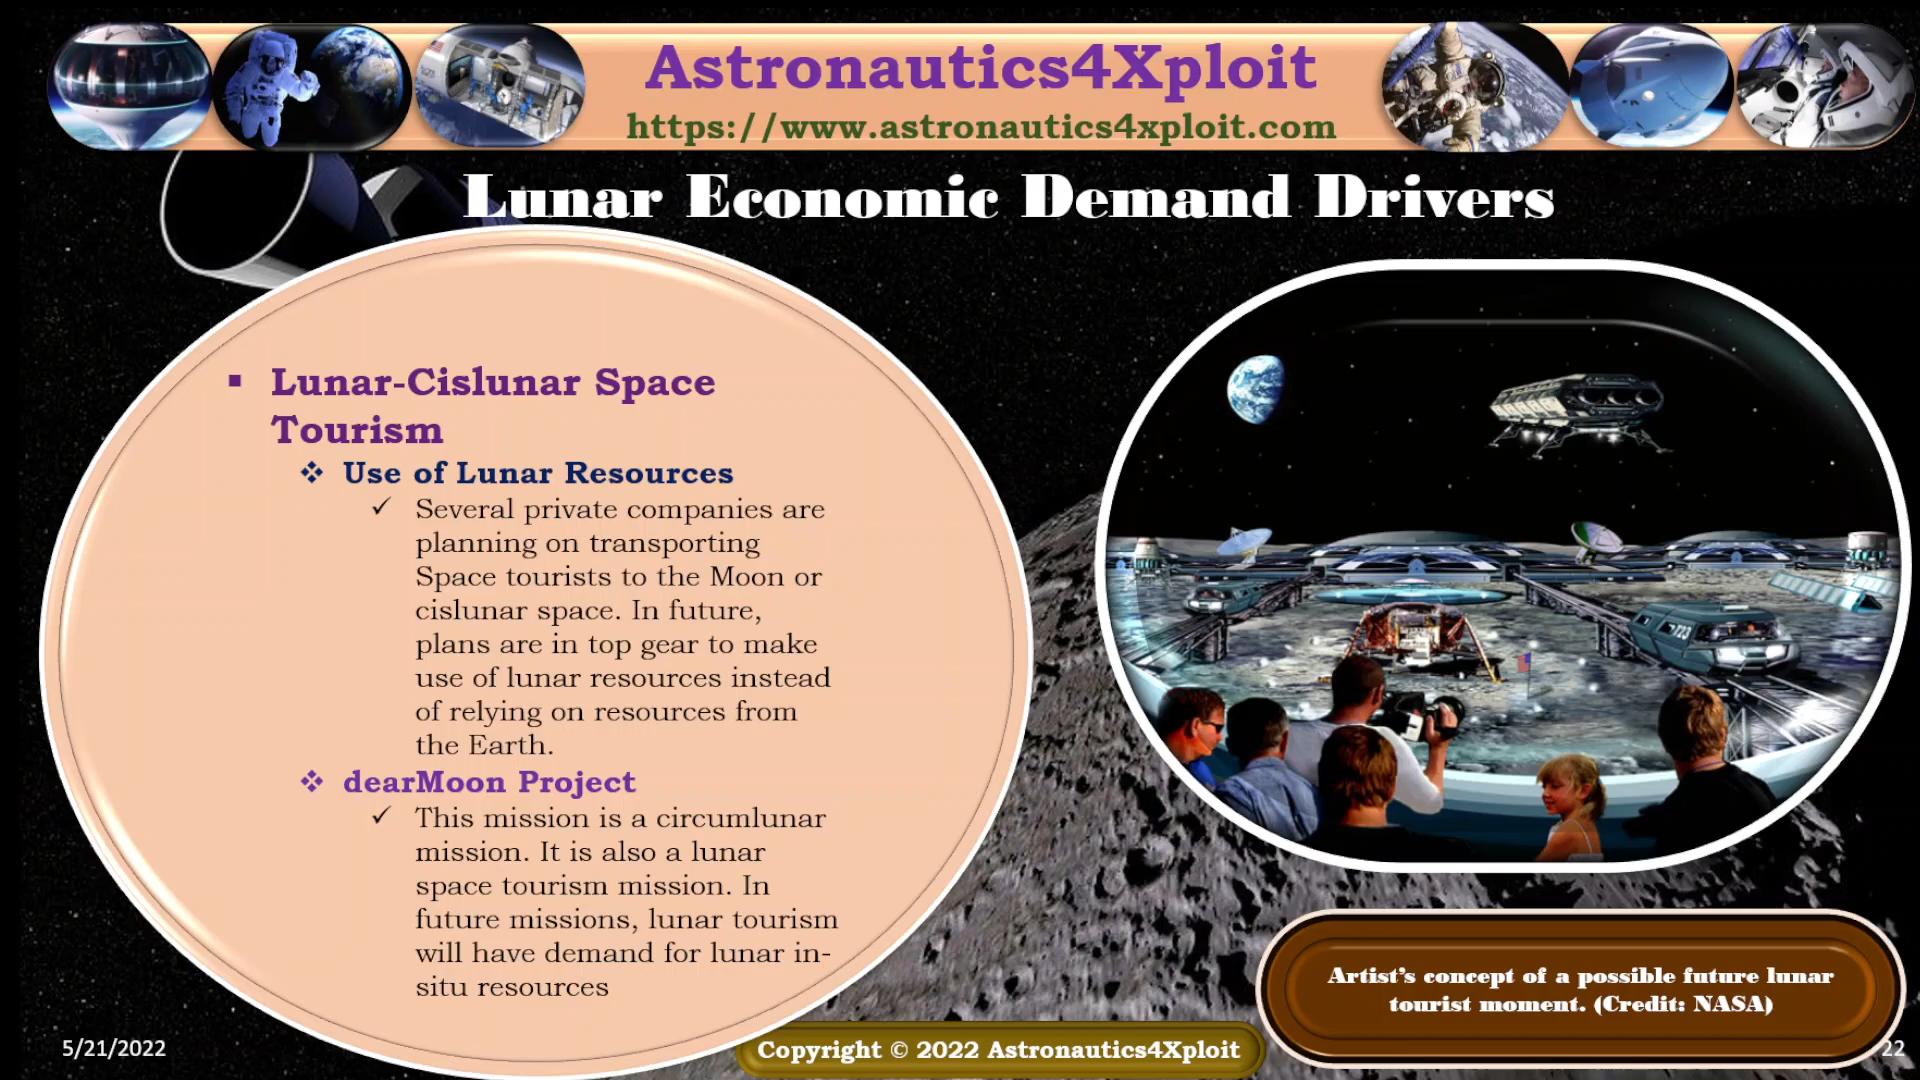 Astronautics4Xploit
https://www.astronautics4xploit.com
Lunar Economic Demand Drivers
▪ Lunar-Cislunar Space
Tourism
❖ Use of Lunar Resources
✓ Several private companies are
planning on transporting
Space tourists to the Moon or
cislunar space. In future,
plans are in top gear to make
use of lunar resources instead
of relying on resources from
the Earth.
❖ dearMoon Project
✓ This mission is a circumlunar
mission. It is also a lunar
space tourism mission. In
future missions, lunar tourism
will have demand for lunar in-
situ resources
723
Artist's concept of a possible future lunar
tourist moment. (Credit: NASA)
5/21/2022
Copyright © 2022 Astronautics4Xploit
22